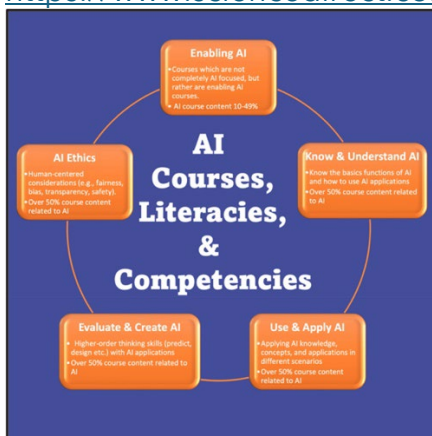 Enabling AI
•Courses which are not
completely AI focused, but
rather are enabling AI
courses.
•AI course content 10-49%
AI Ethics
•Human-centered
considerations (e.g., fairness,
bias, transparency, safety).
•Over 50% course content
related to AI
AI
Courses,
Literacies,
&
Competencies
Know & Understand AI
•Know the basics functions of AI
and how to use AI applications
•Over 50% course content related
to AI
Evaluate & Create AI
• Higher-order thinking skills (predict,
design etc.) with AI applications
•Over 50% course content related to
AI
Use & Apply AI
•Applying AI knowledge,
concepts, and applications in
different scenarios
•Over 50% course content
related to AI